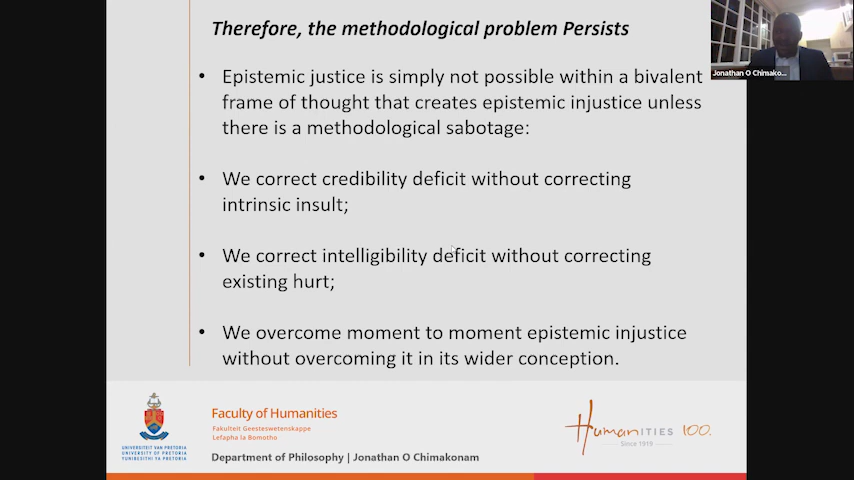 Therefore, the methodological problem Persists
Jonathan O Chimako...
• Epistemic justice is simply not possible within a bivalent
frame of thought that creates epistemic injustice unless
there is a methodological sabotage:
• We correct credibility deficit without correcting
intrinsic insult;
• We correct intelligibility deficit without correcting
existing hurt;
• We overcome moment to moment epistemic injustice
without overcoming it in its wider conception.
UNIVERSITEIT VAN PRETORIA
UNIVERSITY OF PRETORIA
YUNIBESITHI YA PRETORIA
Faculty of Humanities
Fakulteit Geesteswetenskappe
Lefapha la Bomotho
Department of Philosophy | Jonathan O Chimakonam
Humanities 100.
Since 1919